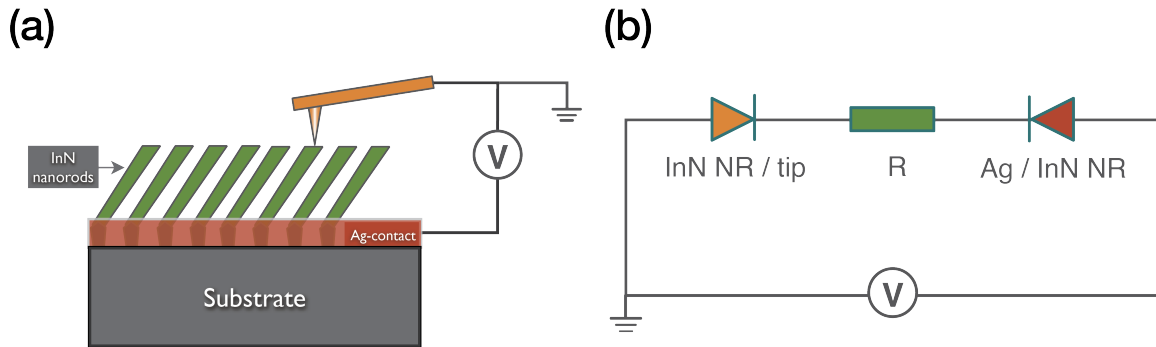 (a)
(b)
V
InN
nanorods
Ag-contact
Substrate
InN NR / tip
R
Ag / InN NR
V